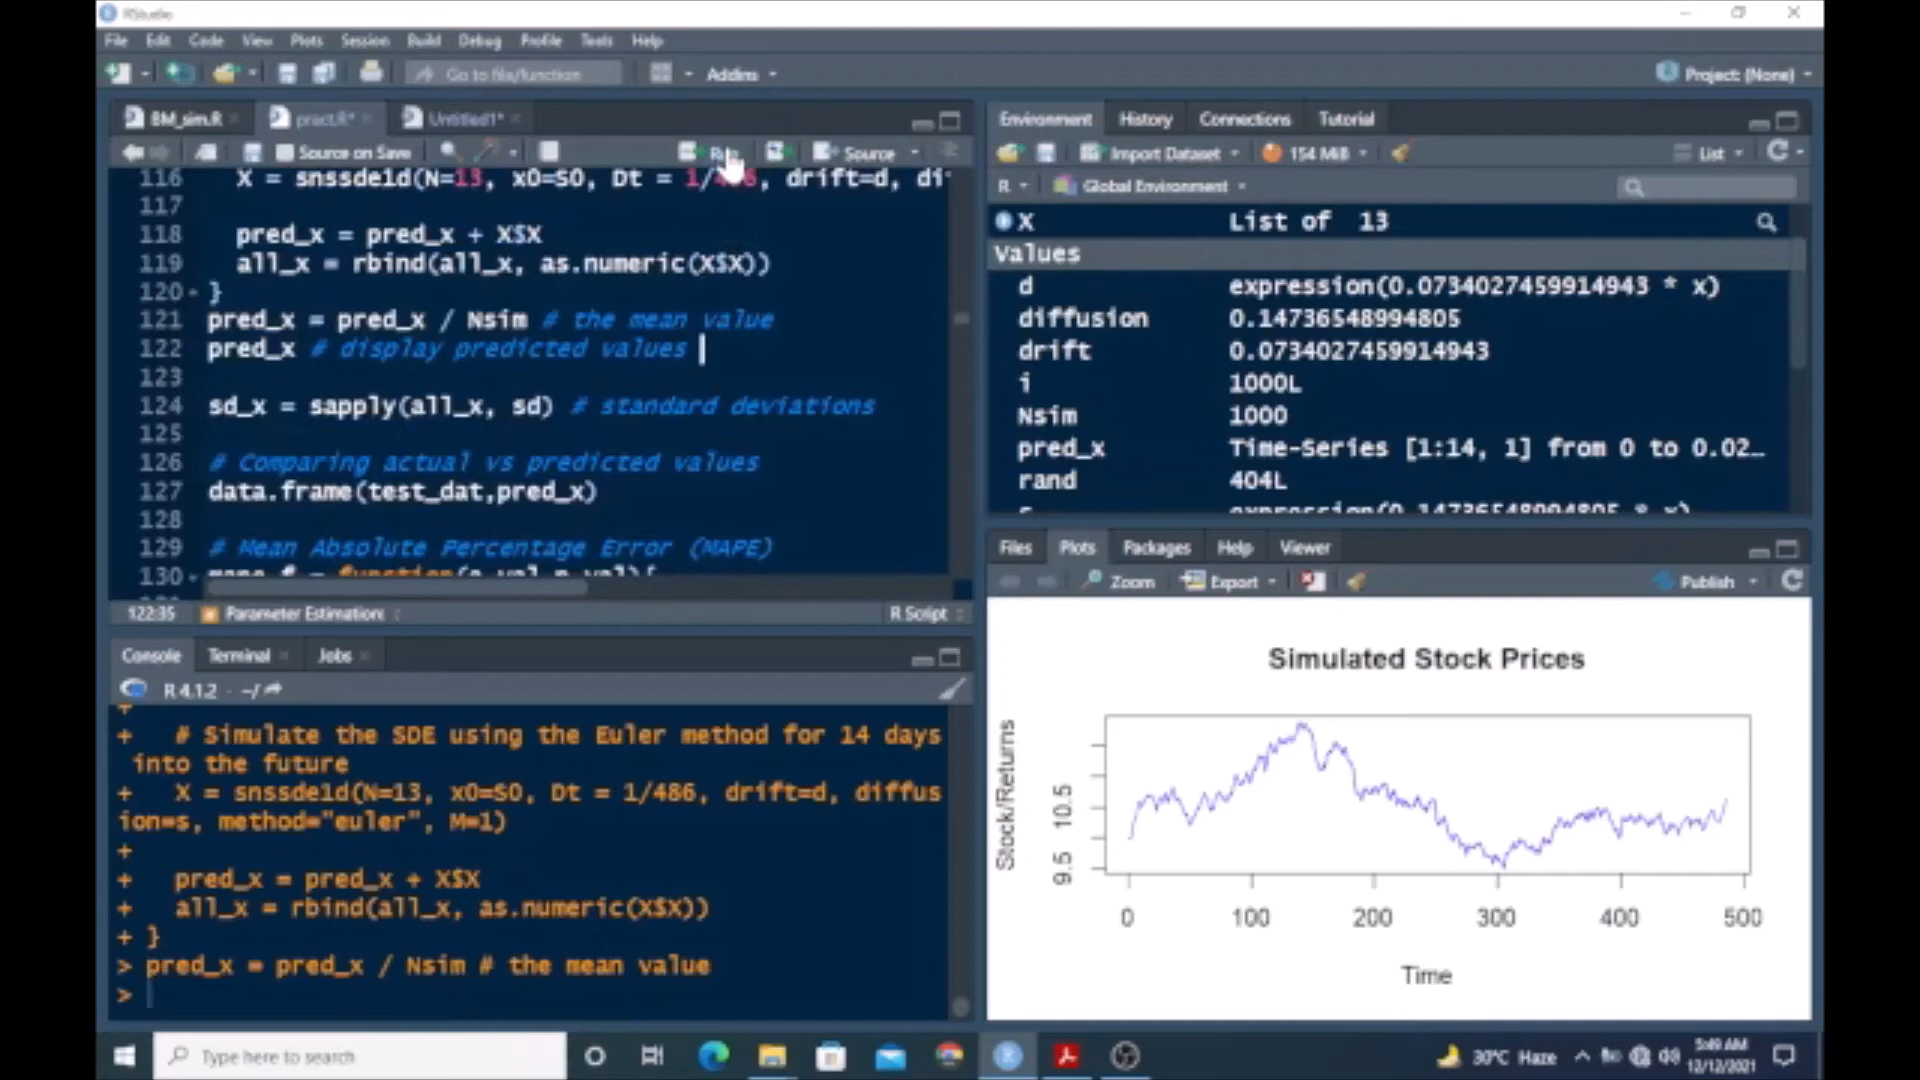 RStudio
File Edit Code View Plots Session Build Debug Profile Tools Help
Go to file/function Addins Project: (None)
BM_sim.R pract.R* Untitled1*
Source on Save Run Source
116 X = snssde1d(N=13, x0=S0, Dt = 1/486, drift=d, di
117
118 pred_x = pred_x + X$X
119 all_x = rbind(all_x, as.numeric(X$X))
120 }
121 pred_x = pred_x / Nsim # the mean value
122 pred_x # display predicted values
123
124 sd_x = sapply(all_x, sd) # standard deviations
125
126 # Comparing actual vs predicted values
127 data.frame(test_dat,pred_x)
128
129 # Mean Absolute Percentage Error (MAPE)
130
122:35 Parameter Estimation R Script
Console Terminal Jobs
R 4.1.2 · ~/
+
+ # Simulate the SDE using the Euler method for 14 days
into the future
+ X = snssde1d(N=13, x0=S0, Dt = 1/486, drift=d, diffus
ion=s, method="euler", M=1)
+
+ pred_x = pred_x + X$X
+ all_x = rbind(all_x, as.numeric(X$X))
+ }
> pred_x = pred_x / Nsim # the mean value
>
Environment History Connections Tutorial
Import Dataset 154 MiB List
R Global Environment
X List of 13
Values
d expression(0.0734027459914943 * x)
diffusion 0.14736548994805
drift 0.0734027459914943
i 1000L
Nsim 1000
pred_x Time-Series [1:14, 1] from 0 to 0.02…
rand 404L
s expression(0.14736548994805 * x)
Files Plots Packages Help Viewer
Zoom Export Publish
Simulated Stock Prices
Stock/Returns
10.5
9.5
0 100 200 300 400 500
Time
Type here to search
30°C Haze
5:49 AM
12/12/2021